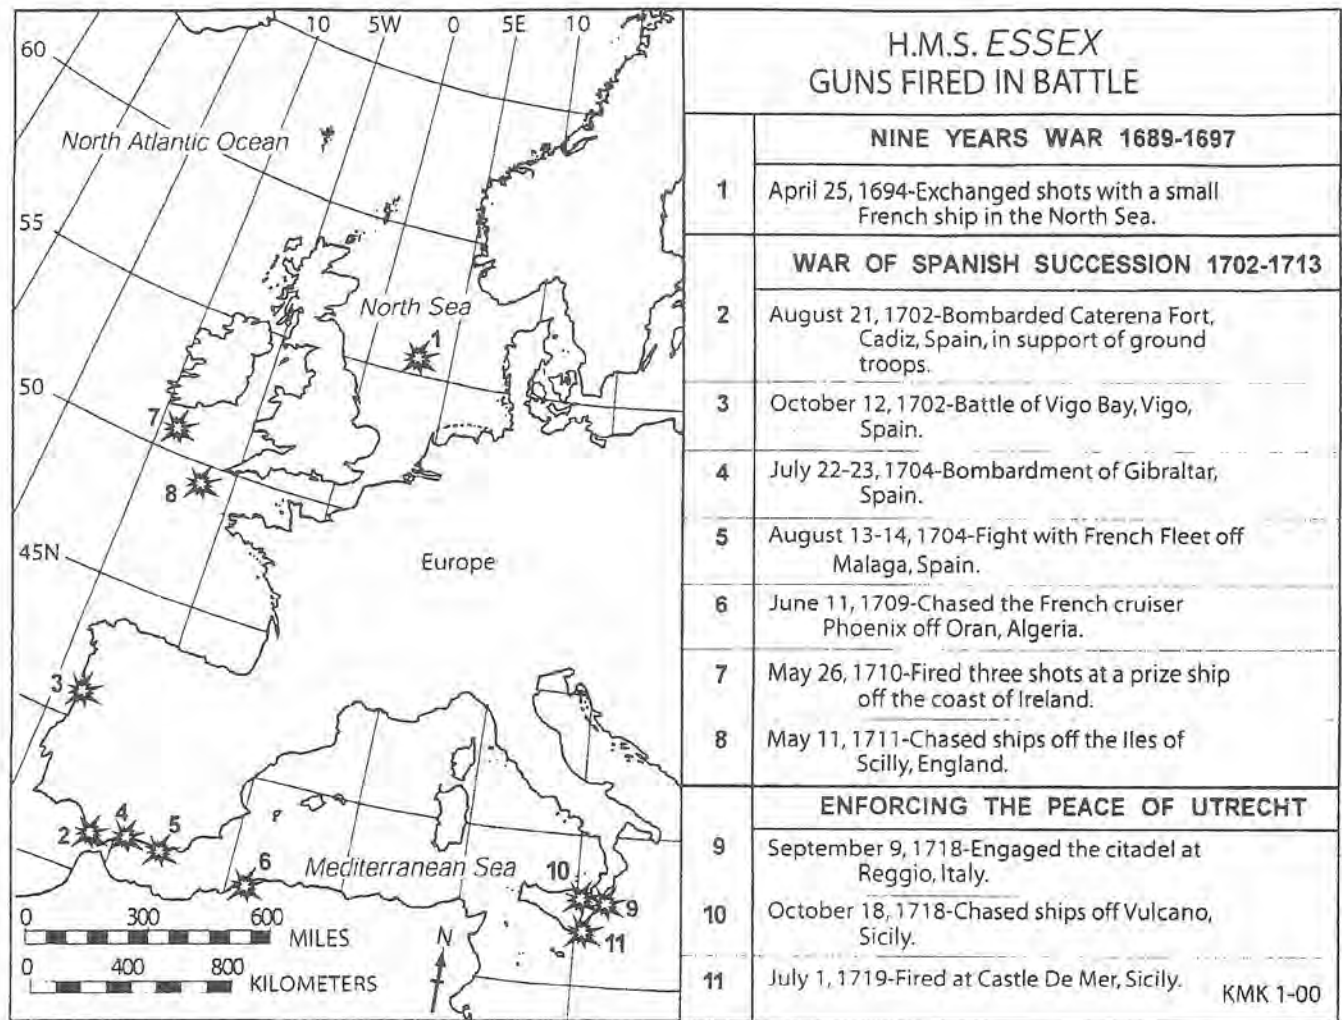 10 5W 0 5E 10
60
North Atlantic Ocean
55
North Sea
1
50
7
8
45N
Europe
3
2
4
5
6
Mediterranean Sea
10
9
11
0 300 600
MILES
0 400 800
KILOMETERS
N
H.M.S. ESSEX
GUNS FIRED IN BATTLE
NINE YEARS WAR 1689-1697
1 April 25, 1694-Exchanged shots with a small
French ship in the North Sea.
WAR OF SPANISH SUCCESSION 1702-1713
2 August 21, 1702-Bombarded Caterena Fort,
Cadiz, Spain, in support of ground
troops.
3 October 12, 1702-Battle of Vigo Bay, Vigo,
Spain.
4 July 22-23, 1704-Bombardment of Gibraltar,
Spain.
5 August 13-14, 1704-Fight with French Fleet off
Malaga, Spain.
6 June 11, 1709-Chased the French cruiser
Phoenix off Oran, Algeria.
7 May 26, 1710-Fired three shots at a prize ship
off the coast of Ireland.
8 May 11, 1711-Chased ships off the Iles of
Scilly, England.
ENFORCING THE PEACE OF UTRECHT
9 September 9, 1718-Engaged the citadel at
Reggio, Italy.
10 October 18, 1718-Chased ships off Vulcano,
Sicily.
11 July 1, 1719-Fired at Castle De Mer, Sicily.
KMK 1-00